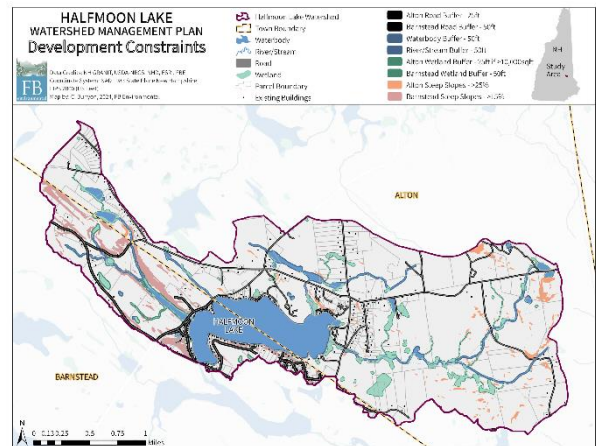 HALFMOON LAKE
WATERSHED MANAGEMENT PLAN
Development Constraints
FB
Halfmoon Lake Watershed
Town Boundary
Waterbody
River/Stream
Road
Wetland
Parcel Boundary
Existing Buildings
Alton Road Buffer - 25ft
Barnstead Road Buffer - 50ft
Waterbody Buffer - 50ft
River/Stream Buffer - 50ft
Alton Wetland Buffer
Barnstead Wetland Buffer - 50ft
Alton Steep Slopes - >25%
Barnstead Steep Slopes
NH
Study
Area
ALTON
HALFMOON
LAKE
BARNSTEAD
N
0
1
Miles